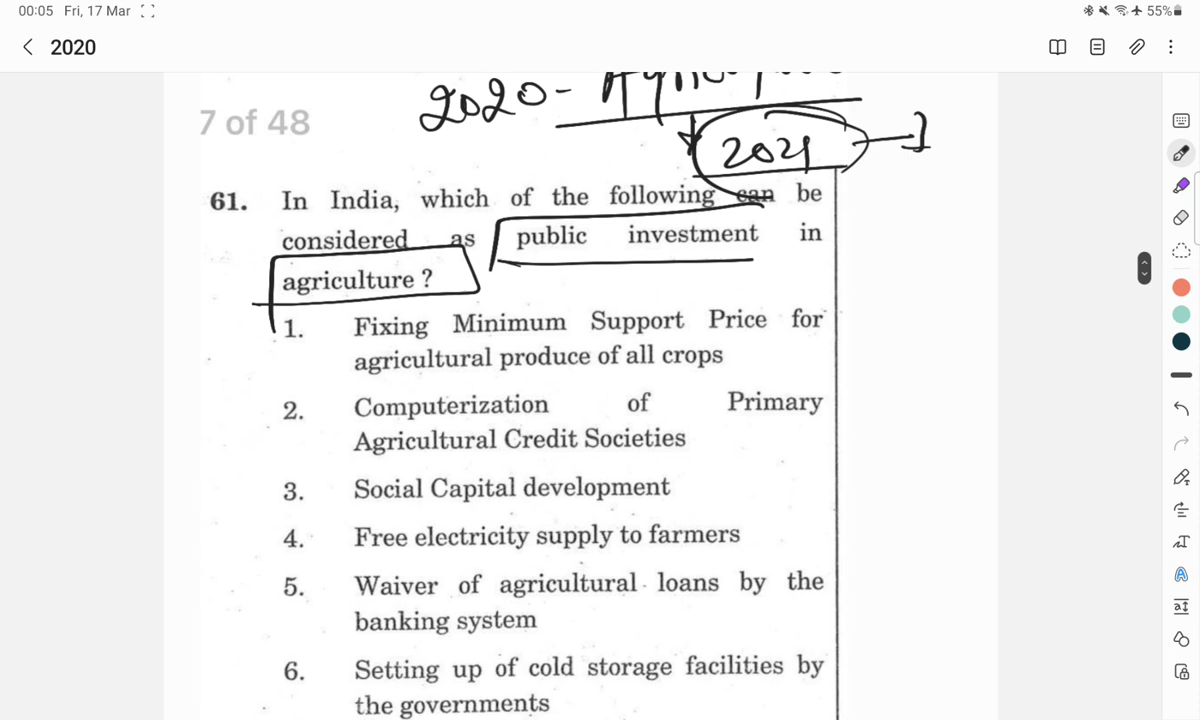 00:05 Fri, 17 Mar
55%
2020
2020-
7 of 48
2021
61. In India, which of the following can be
considered as public investment in
agriculture ?
1. Fixing Minimum Support Price for
agricultural produce of all crops
2. Computerization of Primary
Agricultural Credit Societies
3. Social Capital development
4. Free electricity supply to farmers
5. Waiver of agricultural loans by the
banking system
6. Setting up of cold storage facilities by
the governments